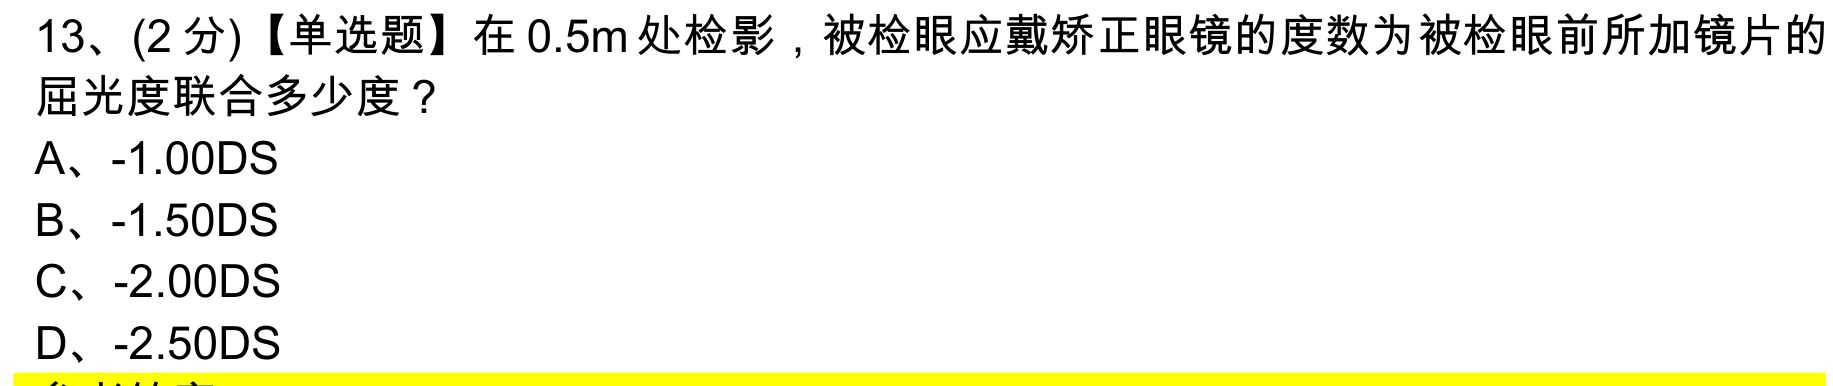 13、(2 分)【单选题】在 0.5m 处检影，被检眼应戴矫正眼镜的度数为被检眼前所加镜片的
屈光度联合多少度？
A、-1.00DS
B、-1.50DS
C、-2.00DS
D、-2.50DS